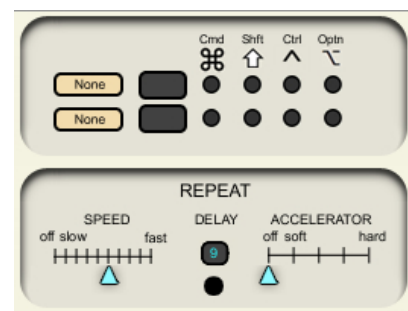 Cmd Shft Ctrl Optn
⌘ ⇧ ^ ⌥
None
None
REPEAT
SPEED DELAY ACCELERATOR
off slow fast off soft hard
9